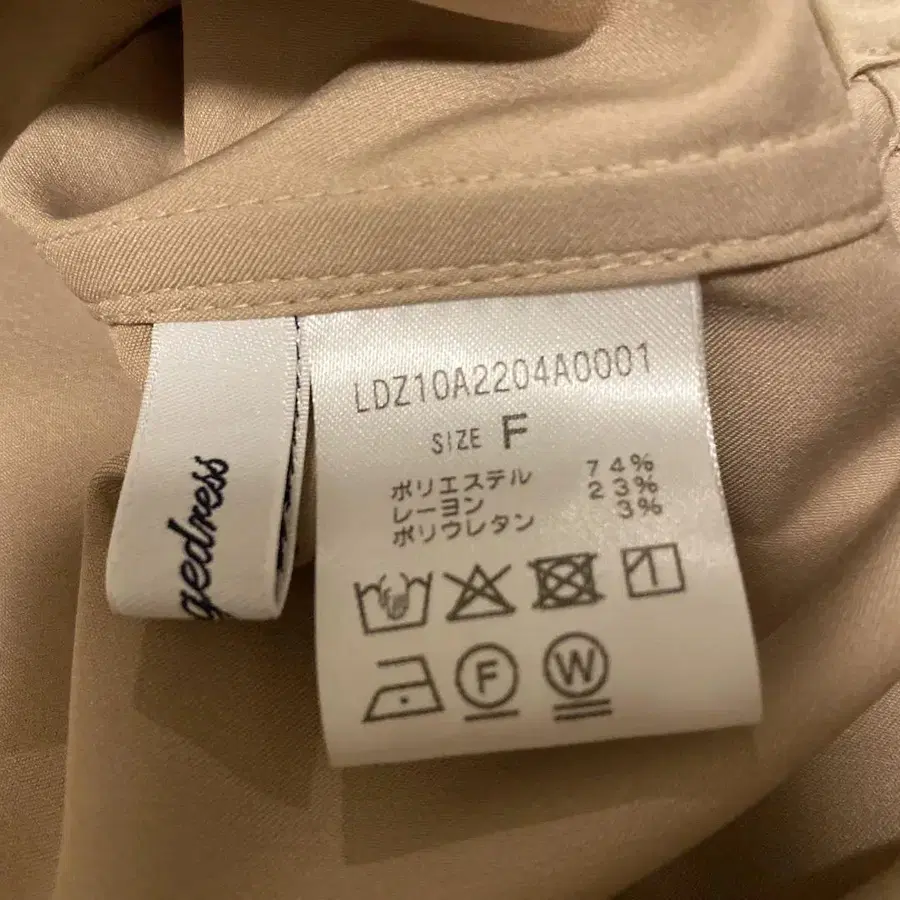 gedress
LDZ10A2204A0001
SIZE F
ポリエステル 74%
レーヨン 23%
ポリウレタン 3%
F W